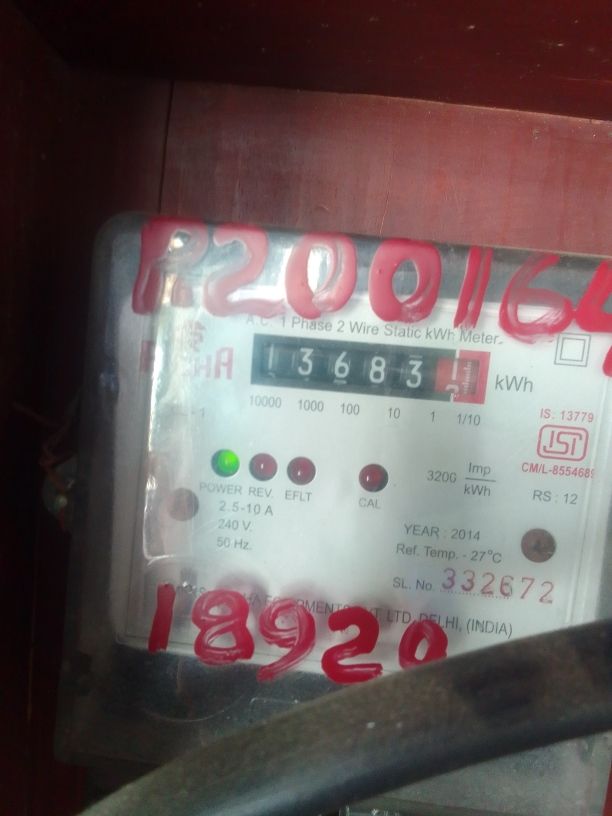 R200164
A.C. 1 Phase 2 Wire Static kWh Meter
13683 1 kWh
10000 1000 100 10 1 1/10
IS: 13779
ISI
CM/L-8554689
RS : 12
3200 Imp/kWh
POWER REV. EFLT CAL
2.5-10 A
240 V.
50 Hz.
YEAR : 2014
Ref. Temp. - 27°C
SL. No. 332672
LTD. DELHI, (INDIA)
18920